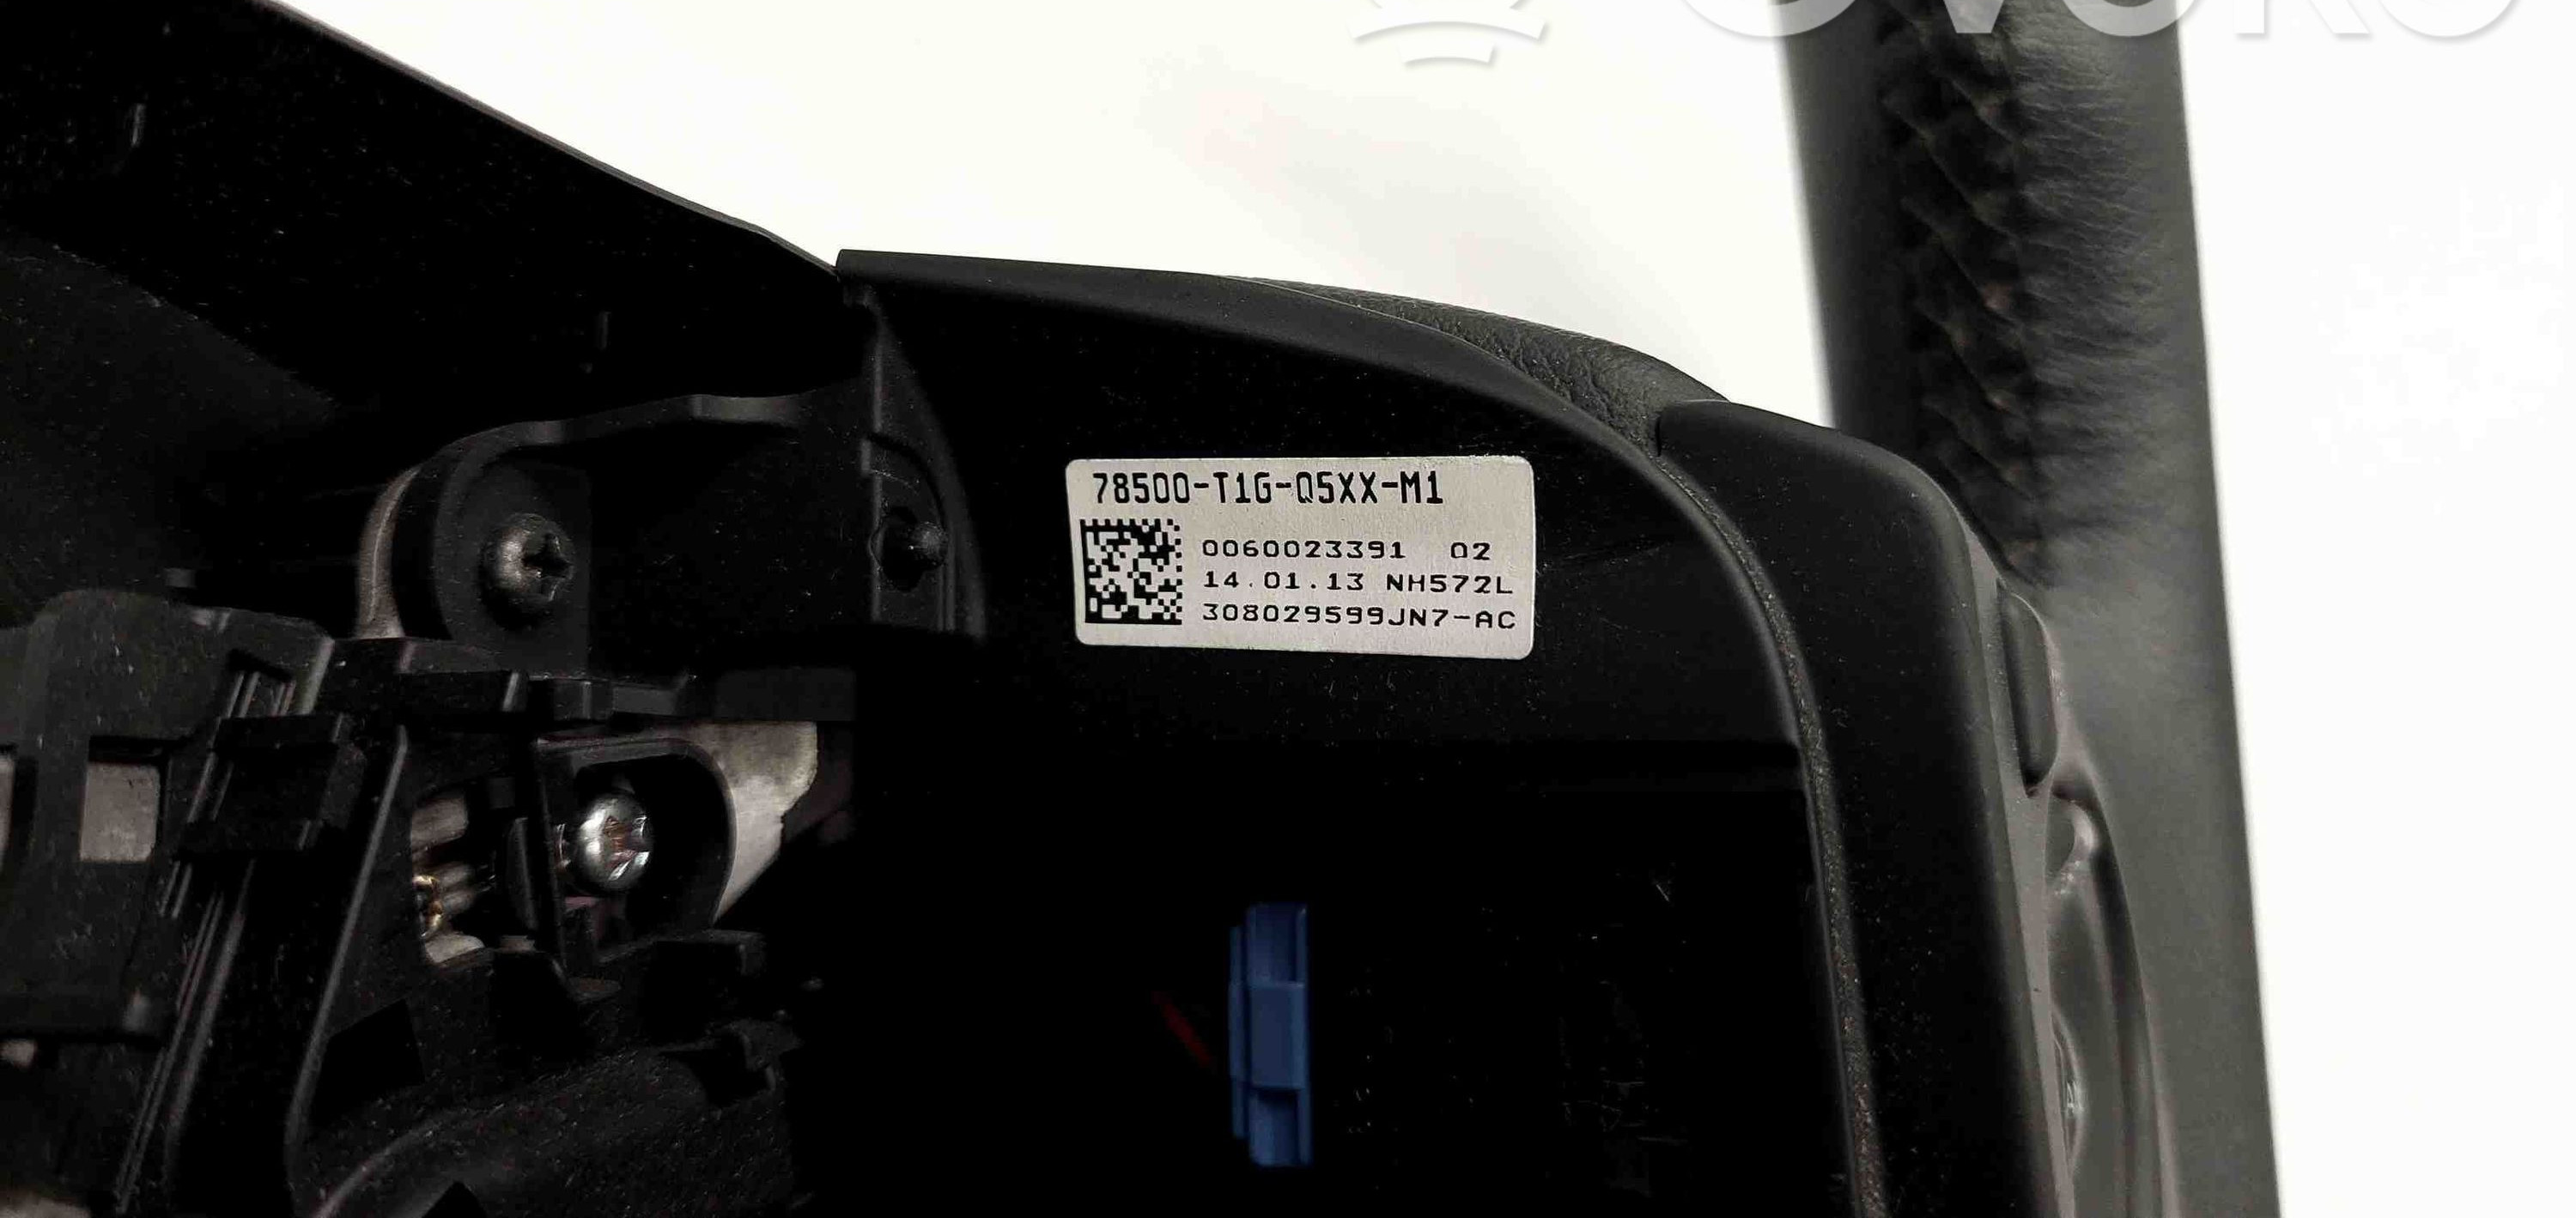 78500-T1G-Q5XX-M1
0060023391 02
14.01.13 NH572L
308029599JN7-AC